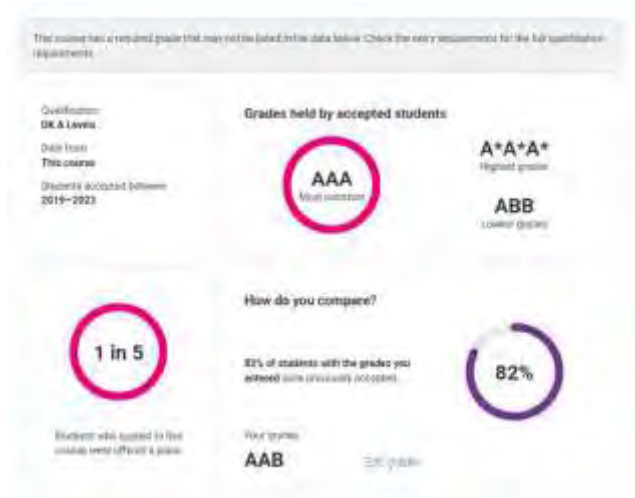 This course has a required grade that may not be listed in the data below. Check the entry requirements for the full qualification
requirements.
Qualification
UK A Levels
Data from
This course
Students accepted between
2019–2023
Grades held by accepted students
AAA
Most common
A*A*A*
Highest grades
ABB
Lowest grades
1 in 5
Students who applied to this
course were offered a place.
How do you compare?
82% of students with the grades you
entered were previously accepted.
82%
Your grades
AAB
Edit grades